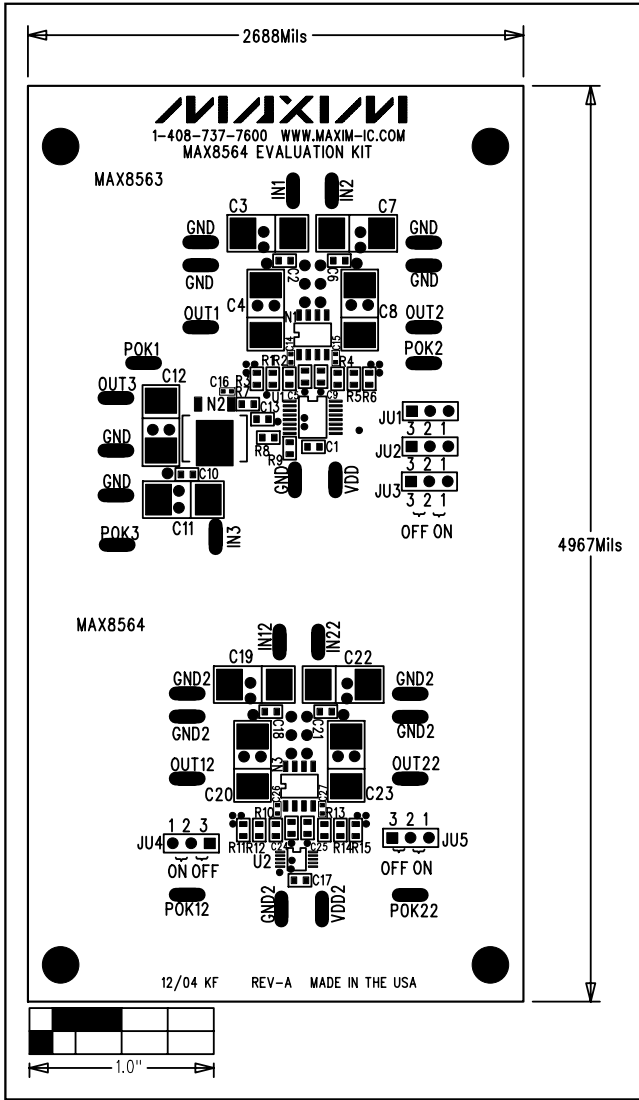 2688Mils
MAXIM
1-408-737-7600 WWW.MAXIM-IC.COM
MAX8564 EVALUATION KIT
MAX8563
IN1
IN2
C3
C7
GND
GND
GND
GND
C2
C6
C4
C8
OUT1
OUT2
N1
POK1
POK2
C14
C15
OUT3
C12
R1
R2
R3
R4
R5
R6
C16
R7
U1
C5
C9
N2
C13
JU1
3 2 1
GND
R8
R9
C1
JU2
3 2 1
C10
GND
GND
VDD
JU3
3 2 1
C11
OFF ON
POK3
IN3
4967Mils
MAX8564
IN12
IN22
C19
C22
GND2
GND2
C18
C21
GND2
GND2
OUT12
N3
OUT22
C20
C23
C26
C27
R10
R13
1 2 3
JU4
R11
R12
C24
C25
R14
R15
3 2 1
JU5
U2
ON OFF
OFF ON
C17
POK12
GND2
VDD2
POK22
12/04 KF REV-A MADE IN THE USA
1.0"